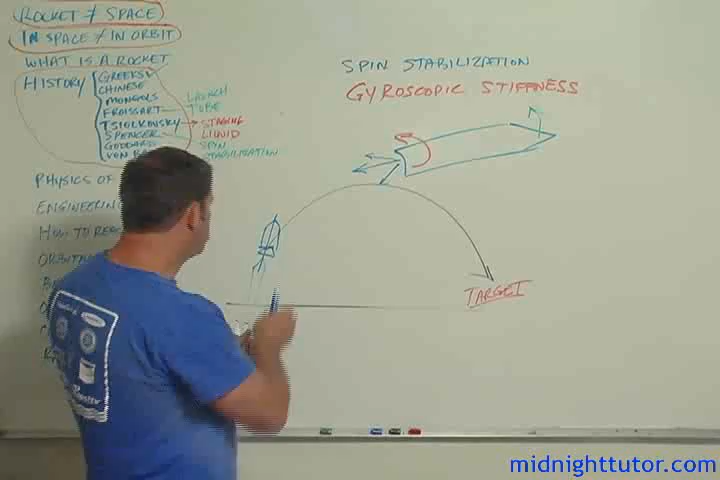 ROCKET ≠ SPACE
IN SPACE ≠ IN ORBIT
WHAT IS A ROCKET
HISTORY
GREEKS
CHINESE
MONGOLS
FROISSART
TSIOLKOVSKY
SPENCER
GODDARD
VON
LAUNCH
TUBE
STAGING
LIQUID
SPIN
STABILIZATION
PHYSICS OF
ENGINEERING
HOW TO
SPIN STABILIZATION
GYROSCOPIC STIFFNESS
TARGET
midnighttutor.com